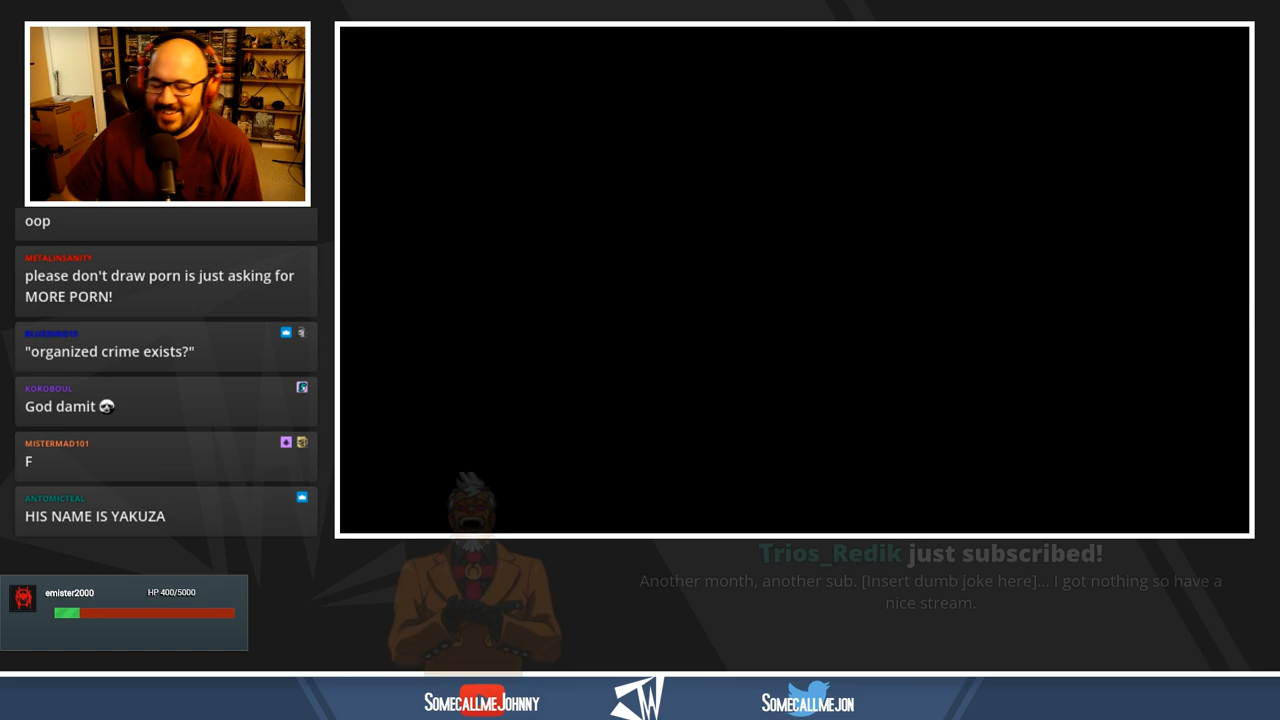 oop
METALINSANITY
please don't draw porn is just asking for
MORE PORN!
"organized crime exists?"
KOROBOUL
God damit
MISTERMAD101
F
ANTOMICTEAL
HIS NAME IS YAKUZA
emister2000
HP 400/5000
Trios_Redik just subscribed!
Another month, another sub. [Insert dumb joke here]... I got nothing so have a
nice stream.
SOMECALLMEJOHNNY
SOMECALLMEJON